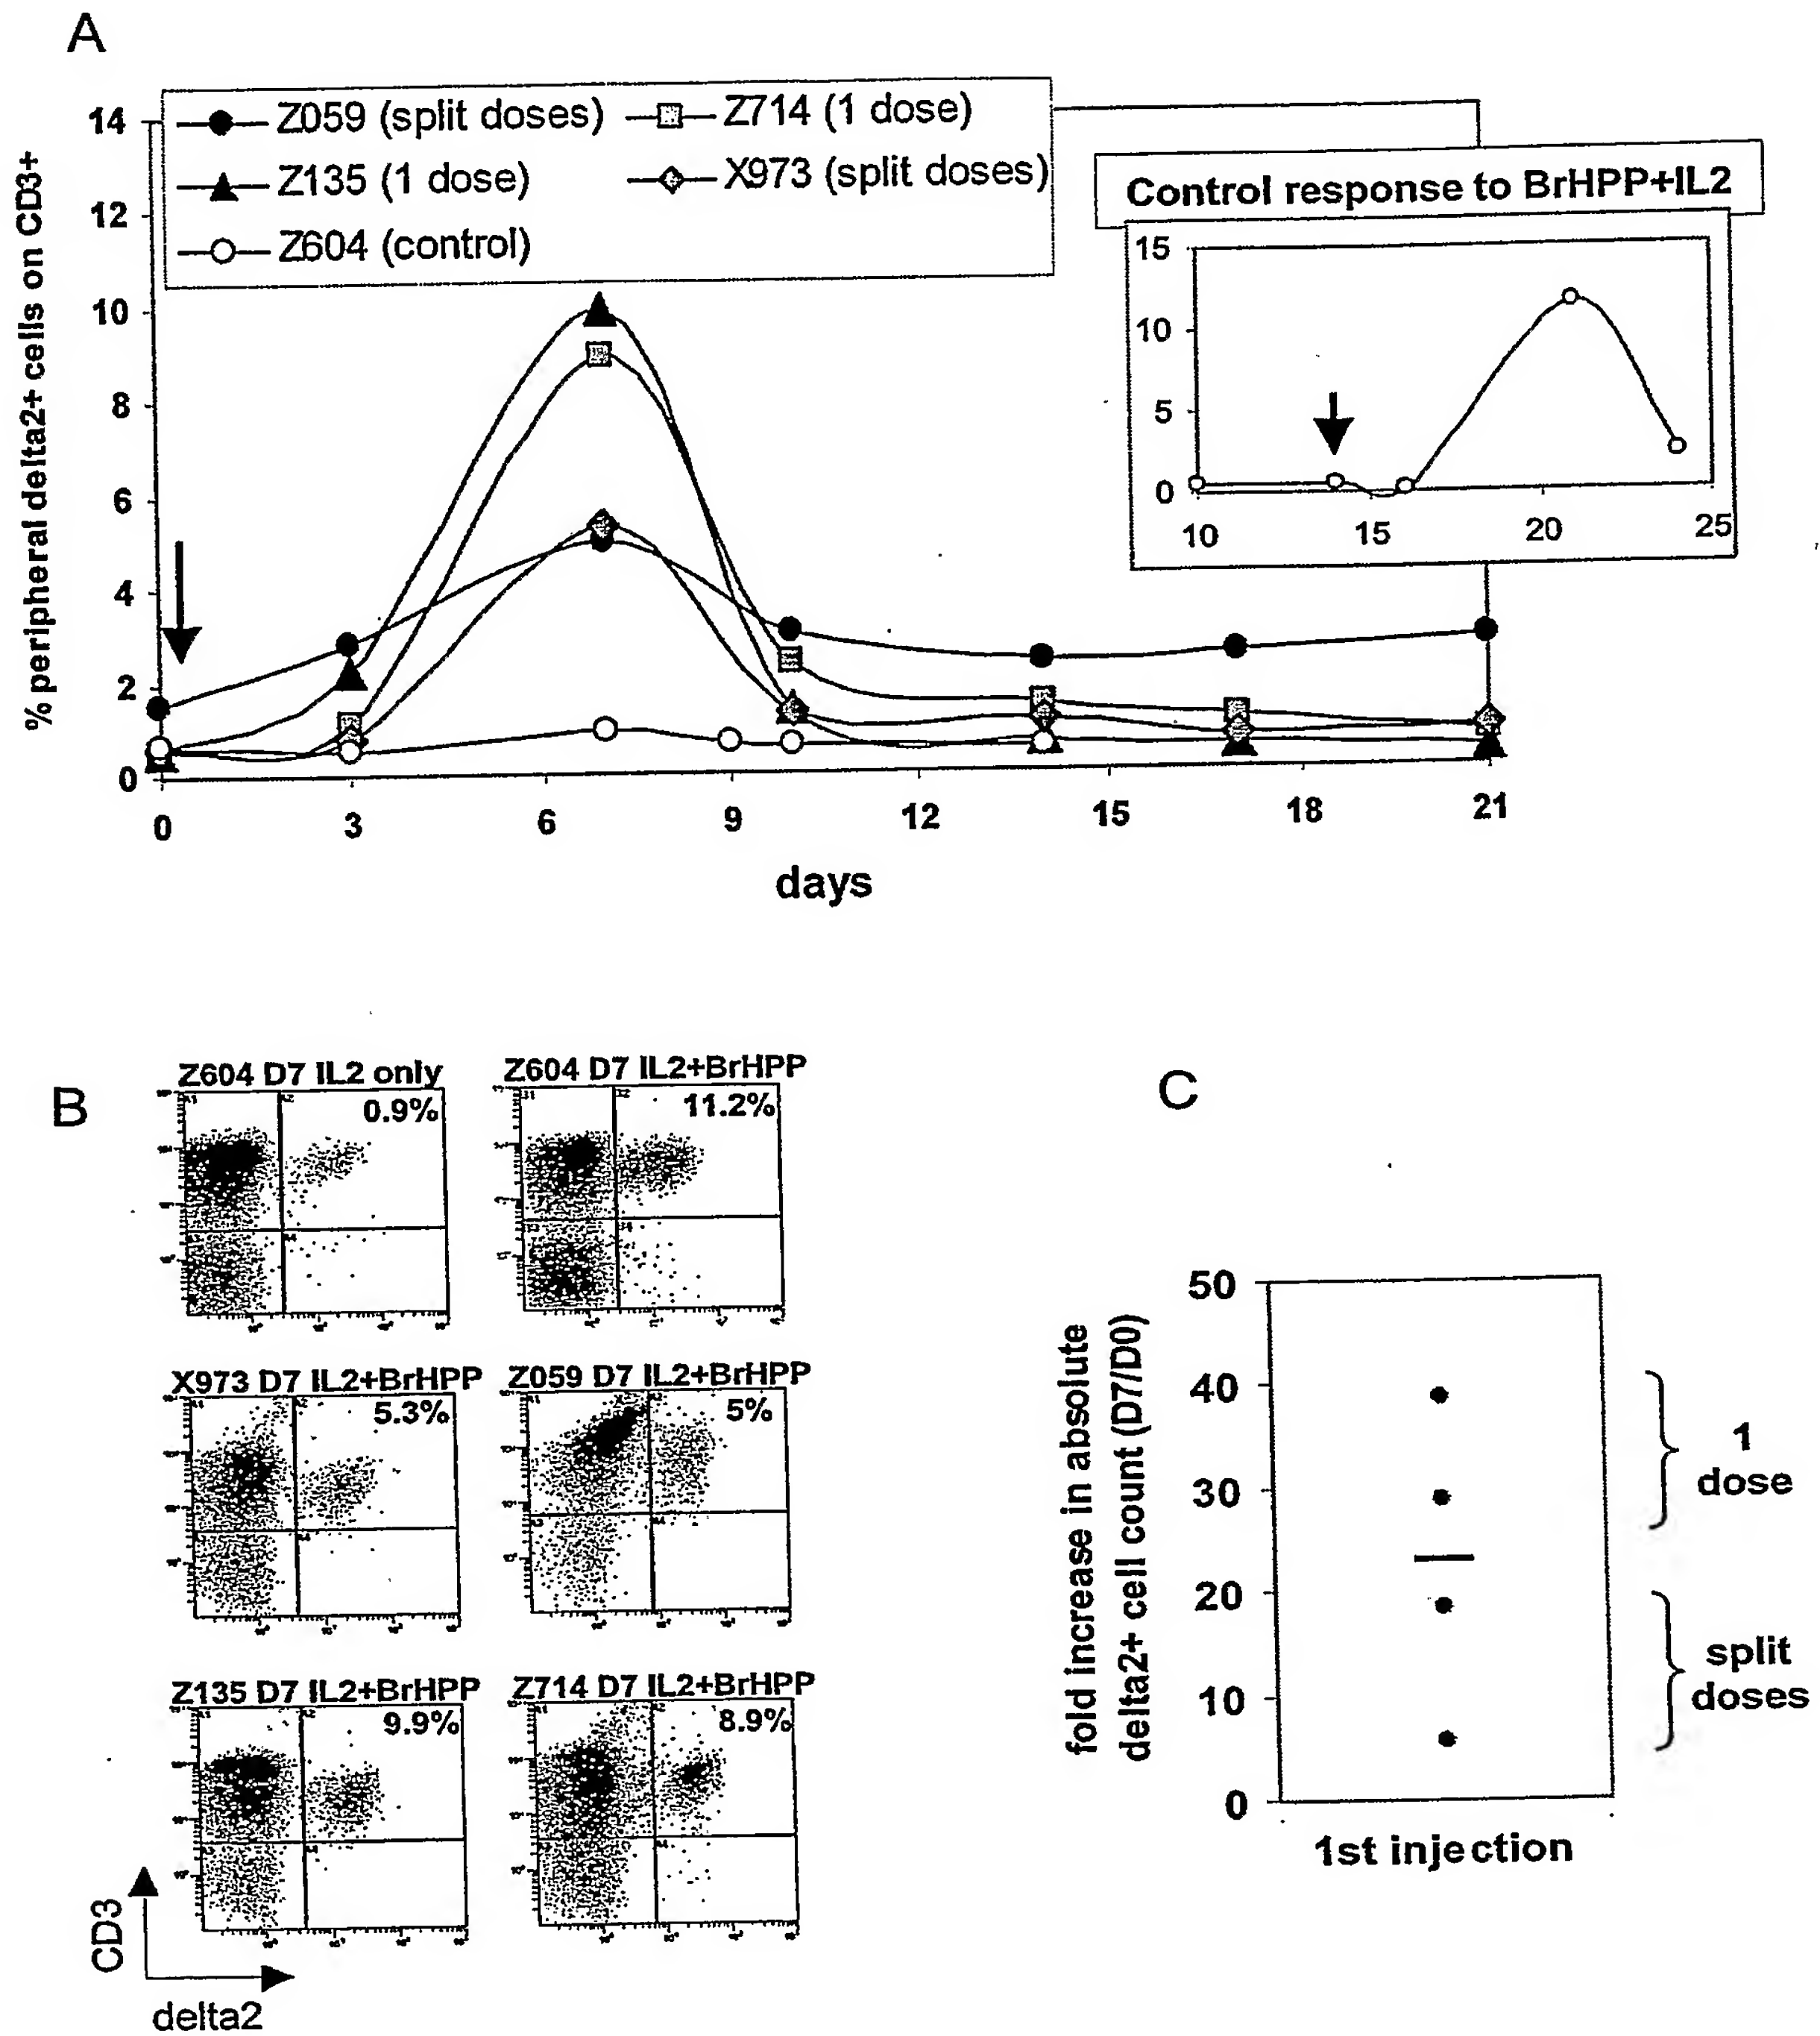 A
Z059 (split doses)
Z714 (1 dose)
Z135 (1 dose)
X973 (split doses)
Z604 (control)
% peripheral delta2+ cells on CD3+
14
12
10
8
6
4
2
0
0 3 6 9 12 15 18 21
days
Control response to BrHPP+IL2
15
10
5
0
10 15 20 25
B
Z604 D7 IL2 only
0.9%
Z604 D7 IL2+BrHPP
11.2%
X973 D7 IL2+BrHPP
5.3%
Z059 D7 IL2+BrHPP
5%
Z135 D7 IL2+BrHPP
9.9%
Z714 D7 IL2+BrHPP
8.9%
CD3
delta2
C
fold increase in absolute
delta2+ cell count (D7/D0)
50
40
30
20
10
0
1st injection
1
dose
split
doses